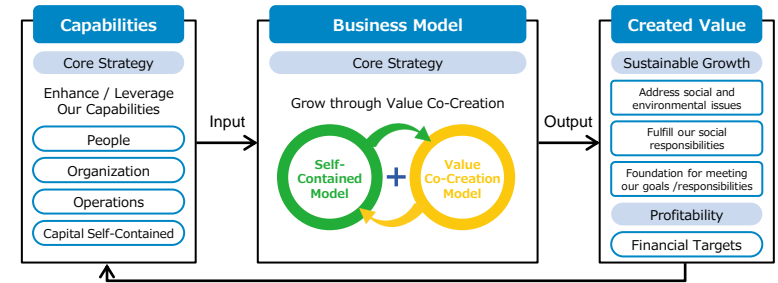 Capabilities
Core Strategy
Enhance / Leverage
Our Capabilities
People
Organization
Operations
Capital Self-Contained
Input
Business Model
Core Strategy
Grow through Value Co-Creation
Self-
Contained
Model
+
Value
Co-Creation
Model
Output
Created Value
Sustainable Growth
Address social and
environmental issues
Fulfill our social
responsibilities
Foundation for meeting
our goals /responsibilities
Profitability
Financial Targets